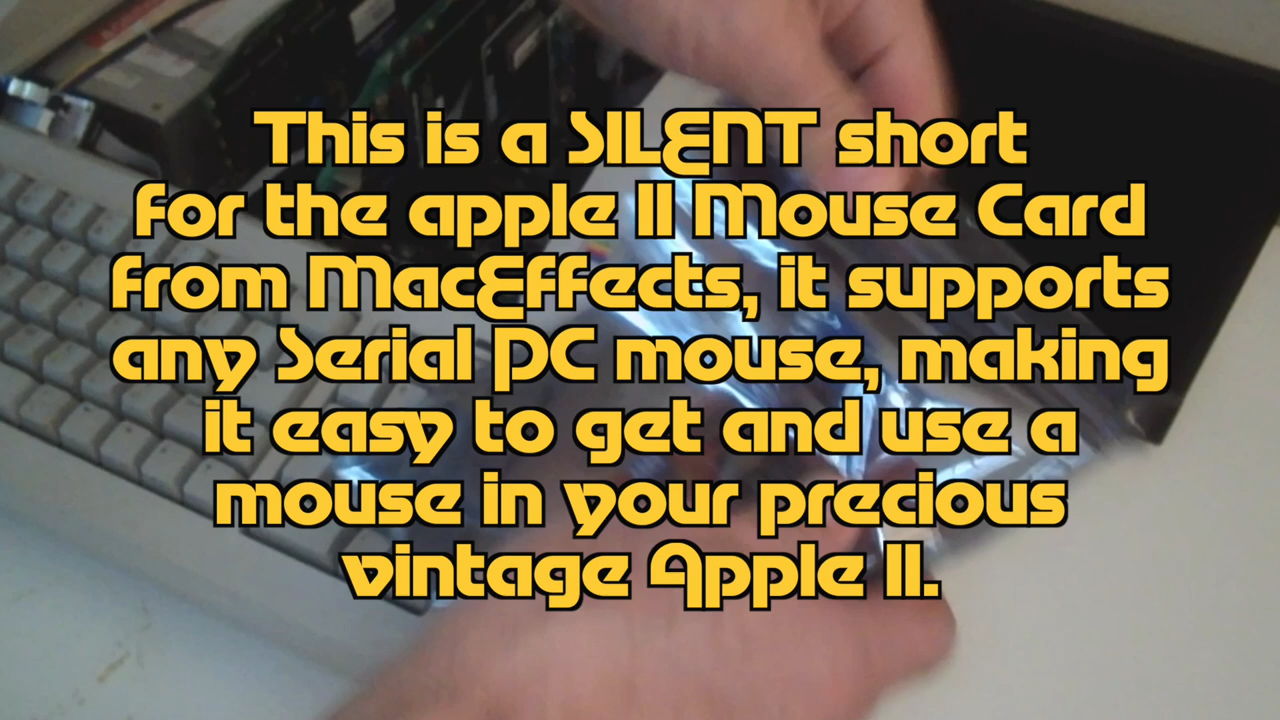 This is a SILENT short
for the apple II Mouse Card
from MacEffects, it supports
any Serial PC mouse, making
it easy to get and use a
mouse in your precious
vintage Apple II.